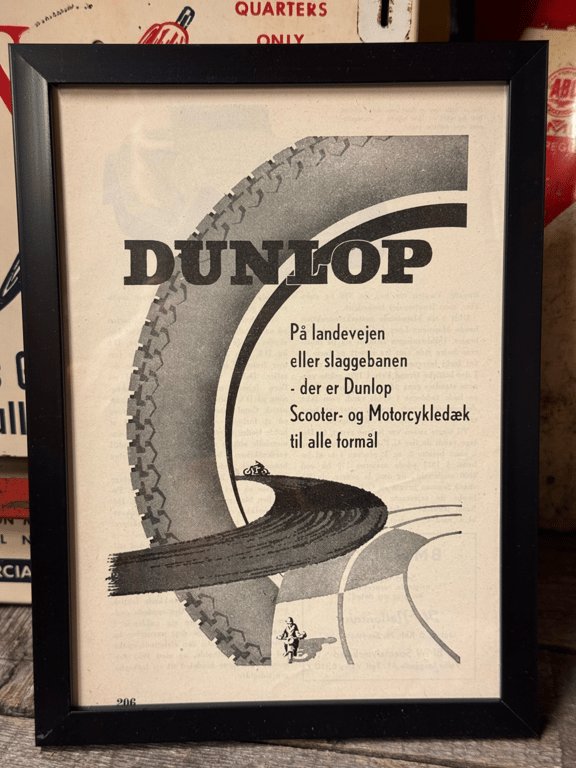 QUARTERS
ONLY
DUNLOP
På landevejen
eller slaggebanen
- der er Dunlop
Scooter- og Motorcykledæk
til alle formål
206